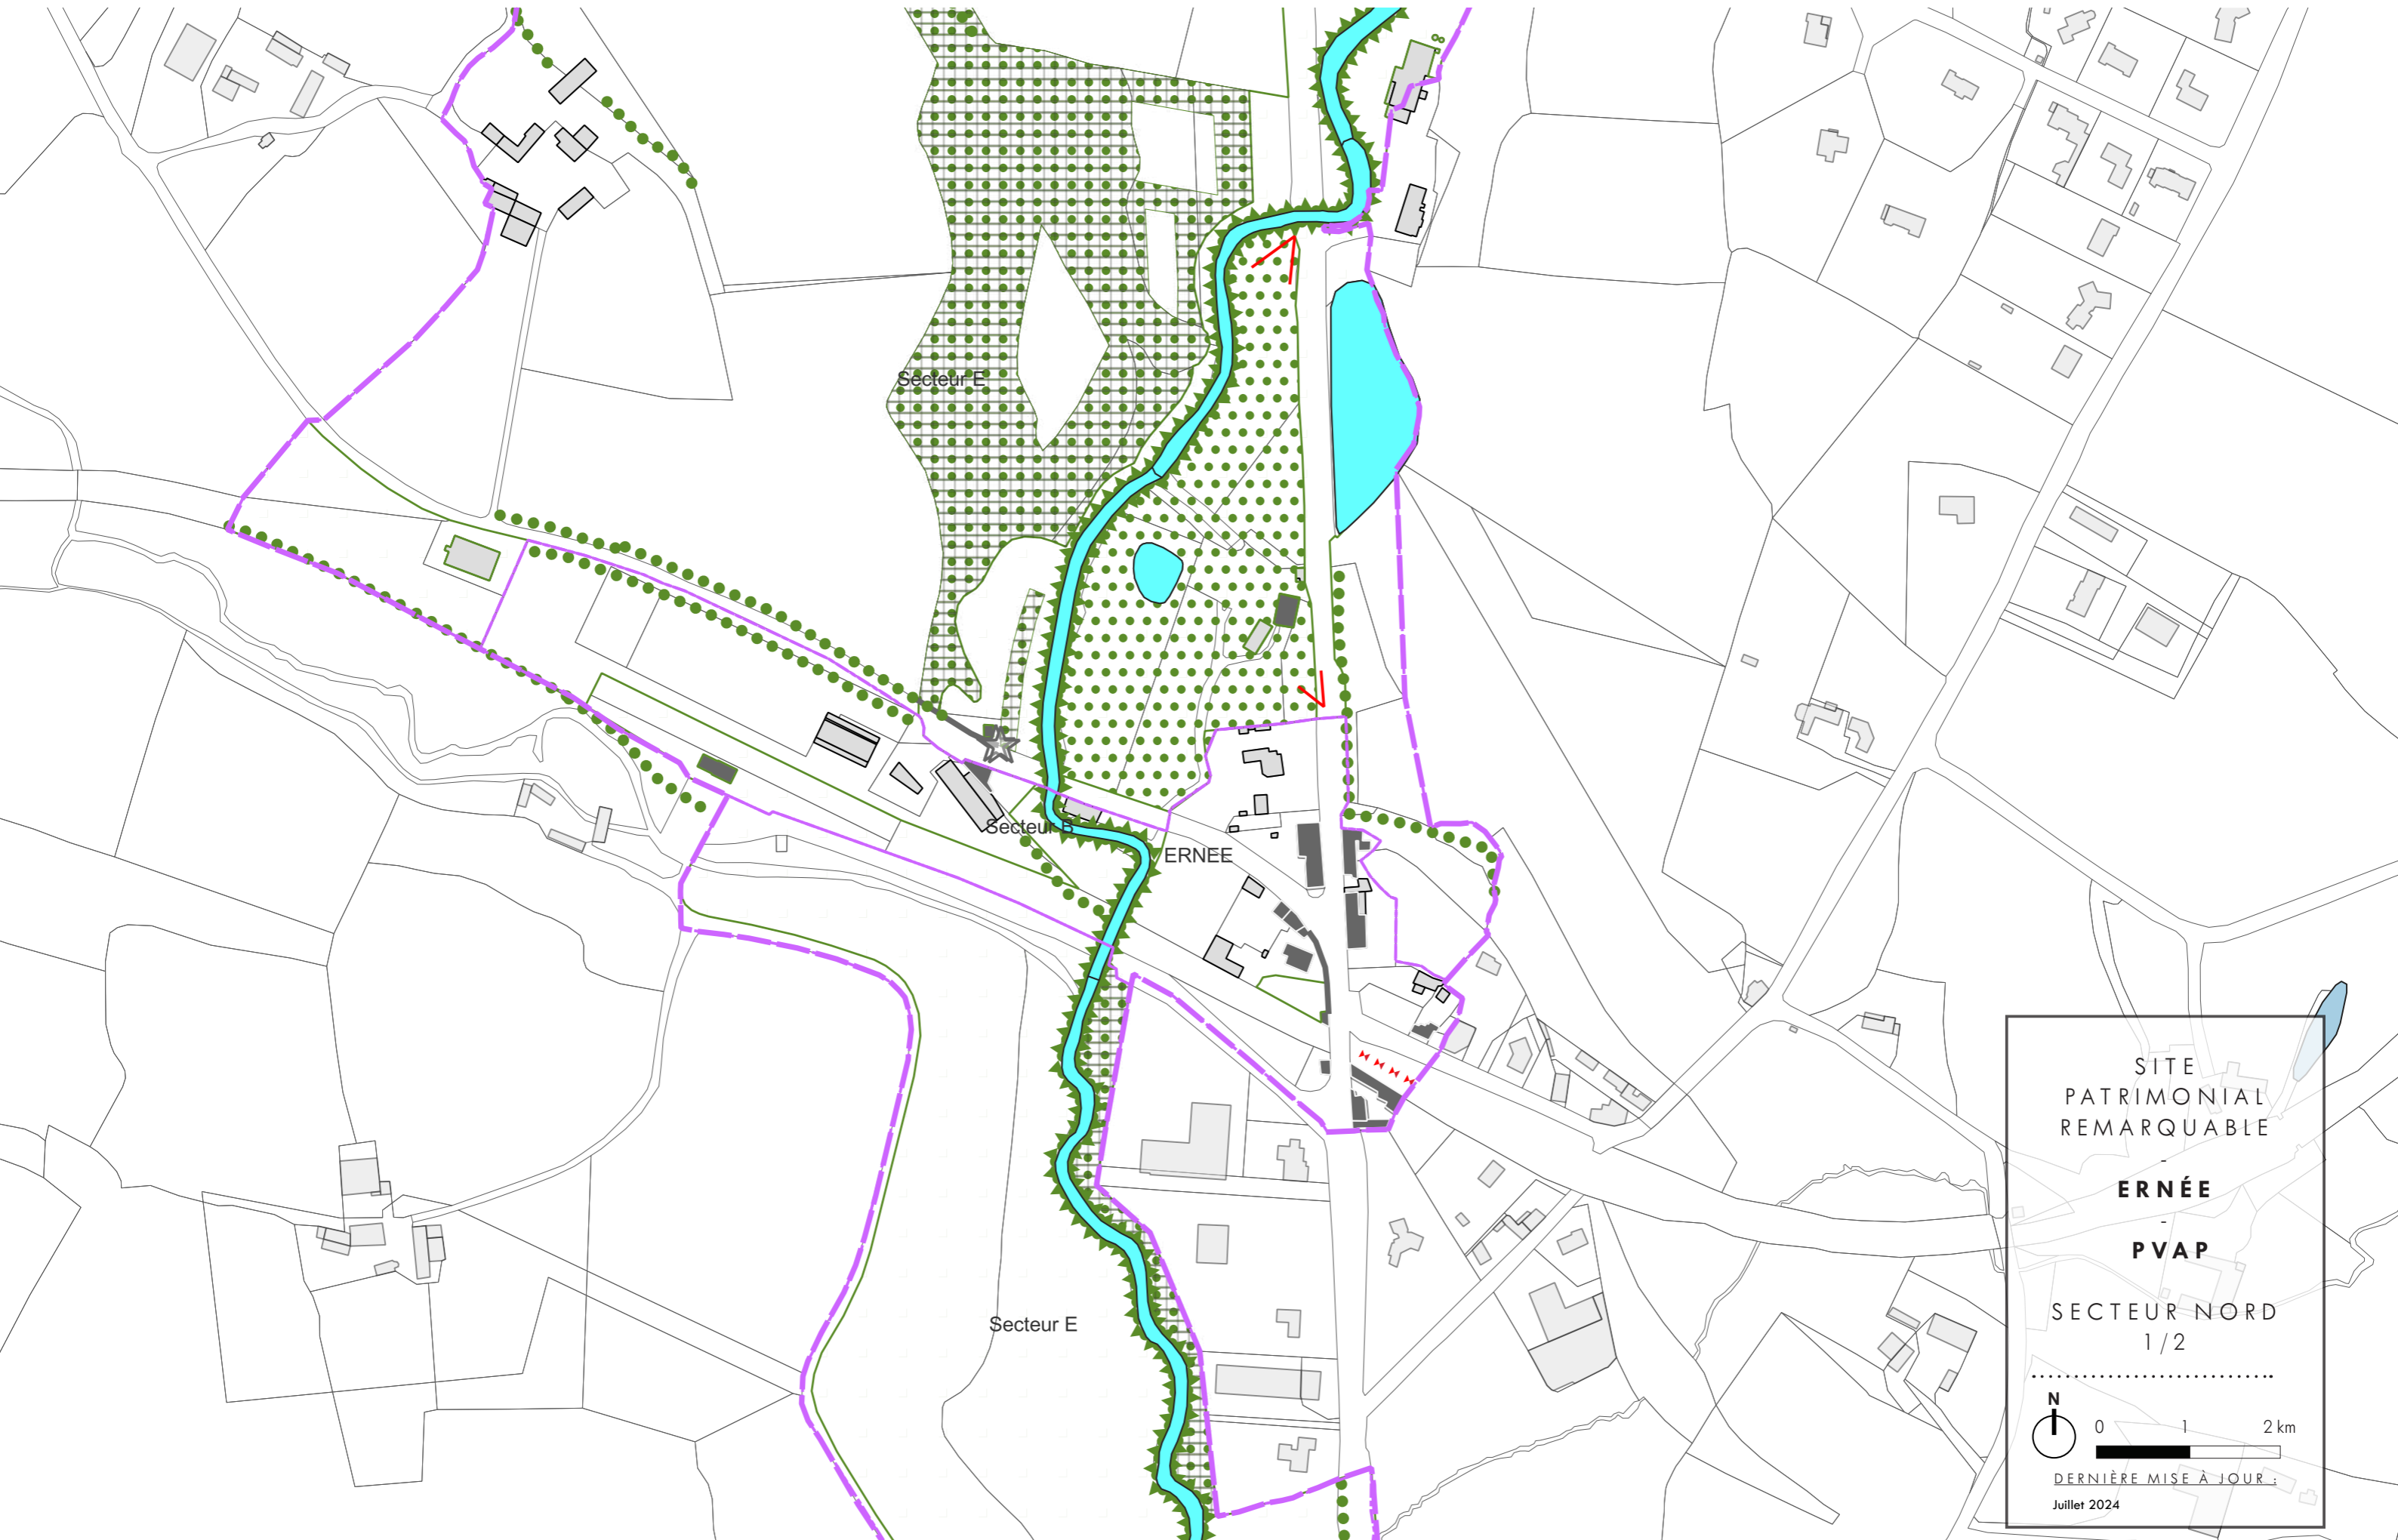 Secteur E
Secteur B
ERNEE
Secteur E
SITE
PATRIMONIAL
REMARQUABLE
-
ERNÉE
-
PVAP
SECTEUR NORD
1/2
N
0 1 2 km
DERNIÈRE MISE À JOUR :
Juillet 2024